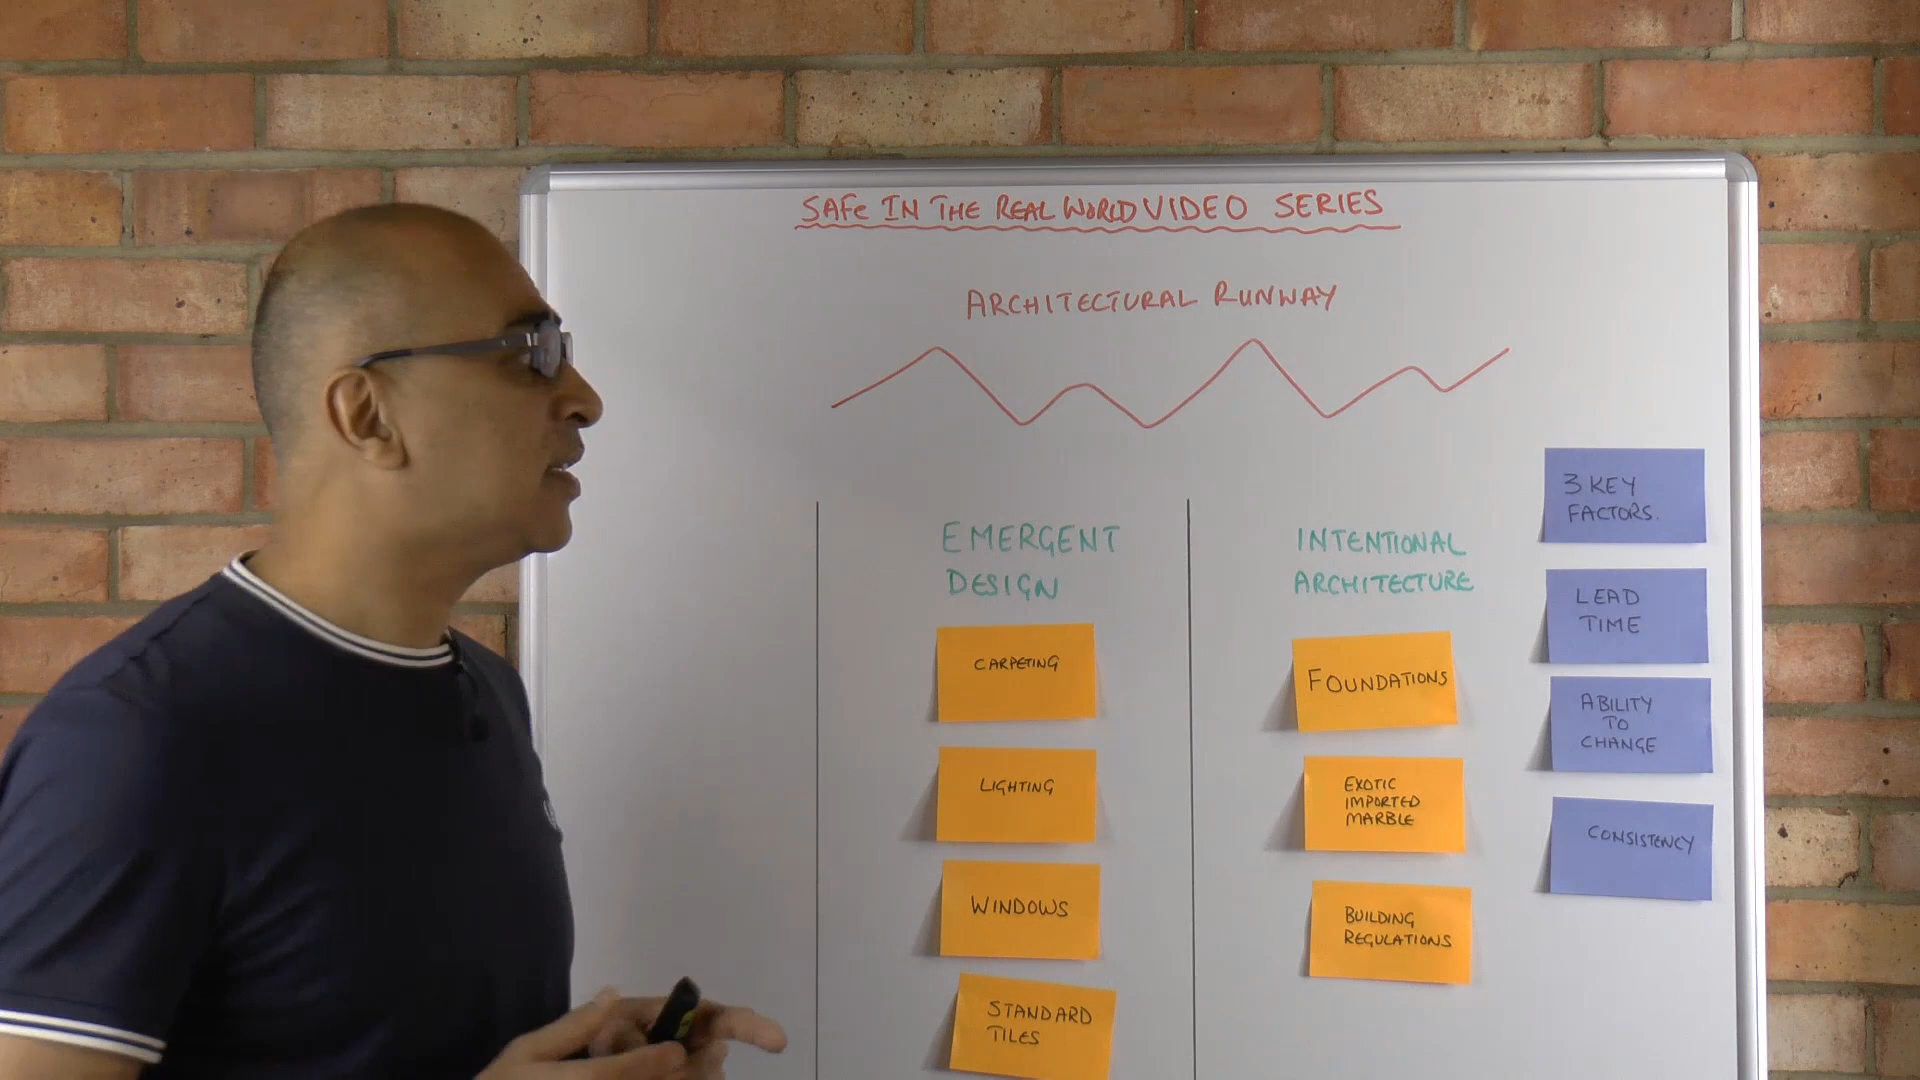 SAFe IN THE REAL WORLD VIDEO SERIES
ARCHITECTURAL RUNWAY
EMERGENT
DESIGN
CARPETING
LIGHTING
WINDOWS
STANDARD
TILES
INTENTIONAL
ARCHITECTURE
FOUNDATIONS
EXOTIC
IMPORTED
MARBLE
BUILDING
REGULATIONS
3 KEY
FACTORS.
LEAD
TIME
ABILITY
TO
CHANGE
CONSISTENCY